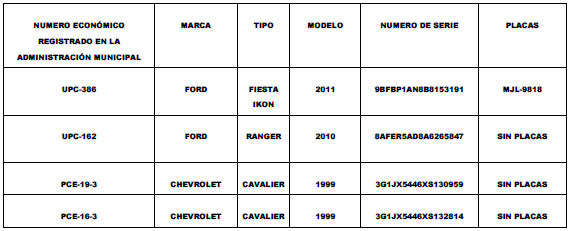 NUMERO ECONÓMICO REGISTRADO EN LA ADMINISTRACIÓN MUNICIPAL MARCA TIPO MODELO NUMERO DE SERIE PLACAS
UPC-386 FORD FIESTA IKON 2011 9BFBP1AN8B8153191 MJL-9818
UPC-162 FORD RANGER 2010 8AFER5AD8A6265847 SIN PLACAS
PCE-19-3 CHEVROLET CAVALIER 1999 3G1JX5446XS130959 SIN PLACAS
PCE-16-3 CHEVROLET CAVALIER 1999 3G1JX5446XS132814 SIN PLACAS